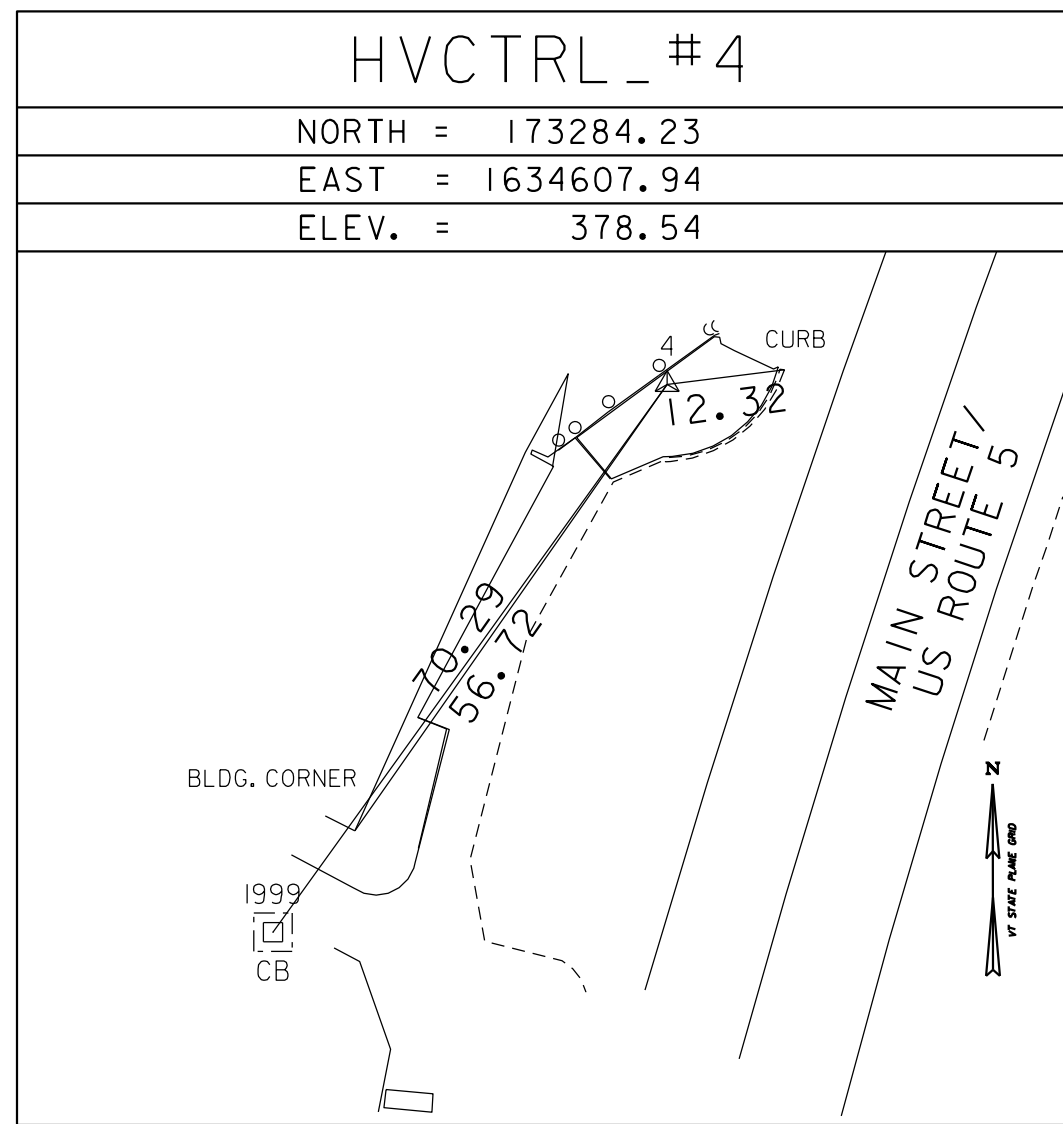 HVCTRL_#4
NORTH = 173284.23
EAST = 1634607.94
ELEV. = 378.54
4
CURB
12.32
MAIN STREET/
US ROUTE 5
70.29
56.72
BLDG. CORNER
N
VT STATE PLANE GRID
1999
CB